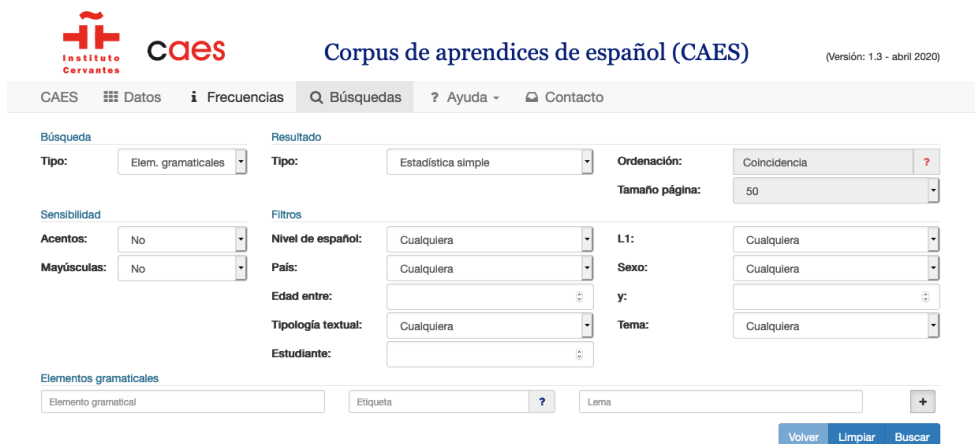 Instituto
Cervantes
caes
Corpus de aprendices de español (CAES)
(Versión: 1.3 - abril 2020)
CAES Datos i Frecuencias Búsquedas ? Ayuda Contacto
Búsqueda Resultado
Tipo: Elem. gramaticales Tipo: Estadística simple Ordenación: Coincidencia ?
Tamaño página: 50
Sensibilidad Filtros
Acentos: No Nivel de español: Cualquiera L1: Cualquiera
Mayúsculas: No País: Cualquiera Sexo: Cualquiera
Edad entre: y:
Tipología textual: Cualquiera Tema: Cualquiera
Estudiante:
Elementos gramaticales
Elemento gramatical Etiqueta ? Lema +
Volver Limpiar Buscar